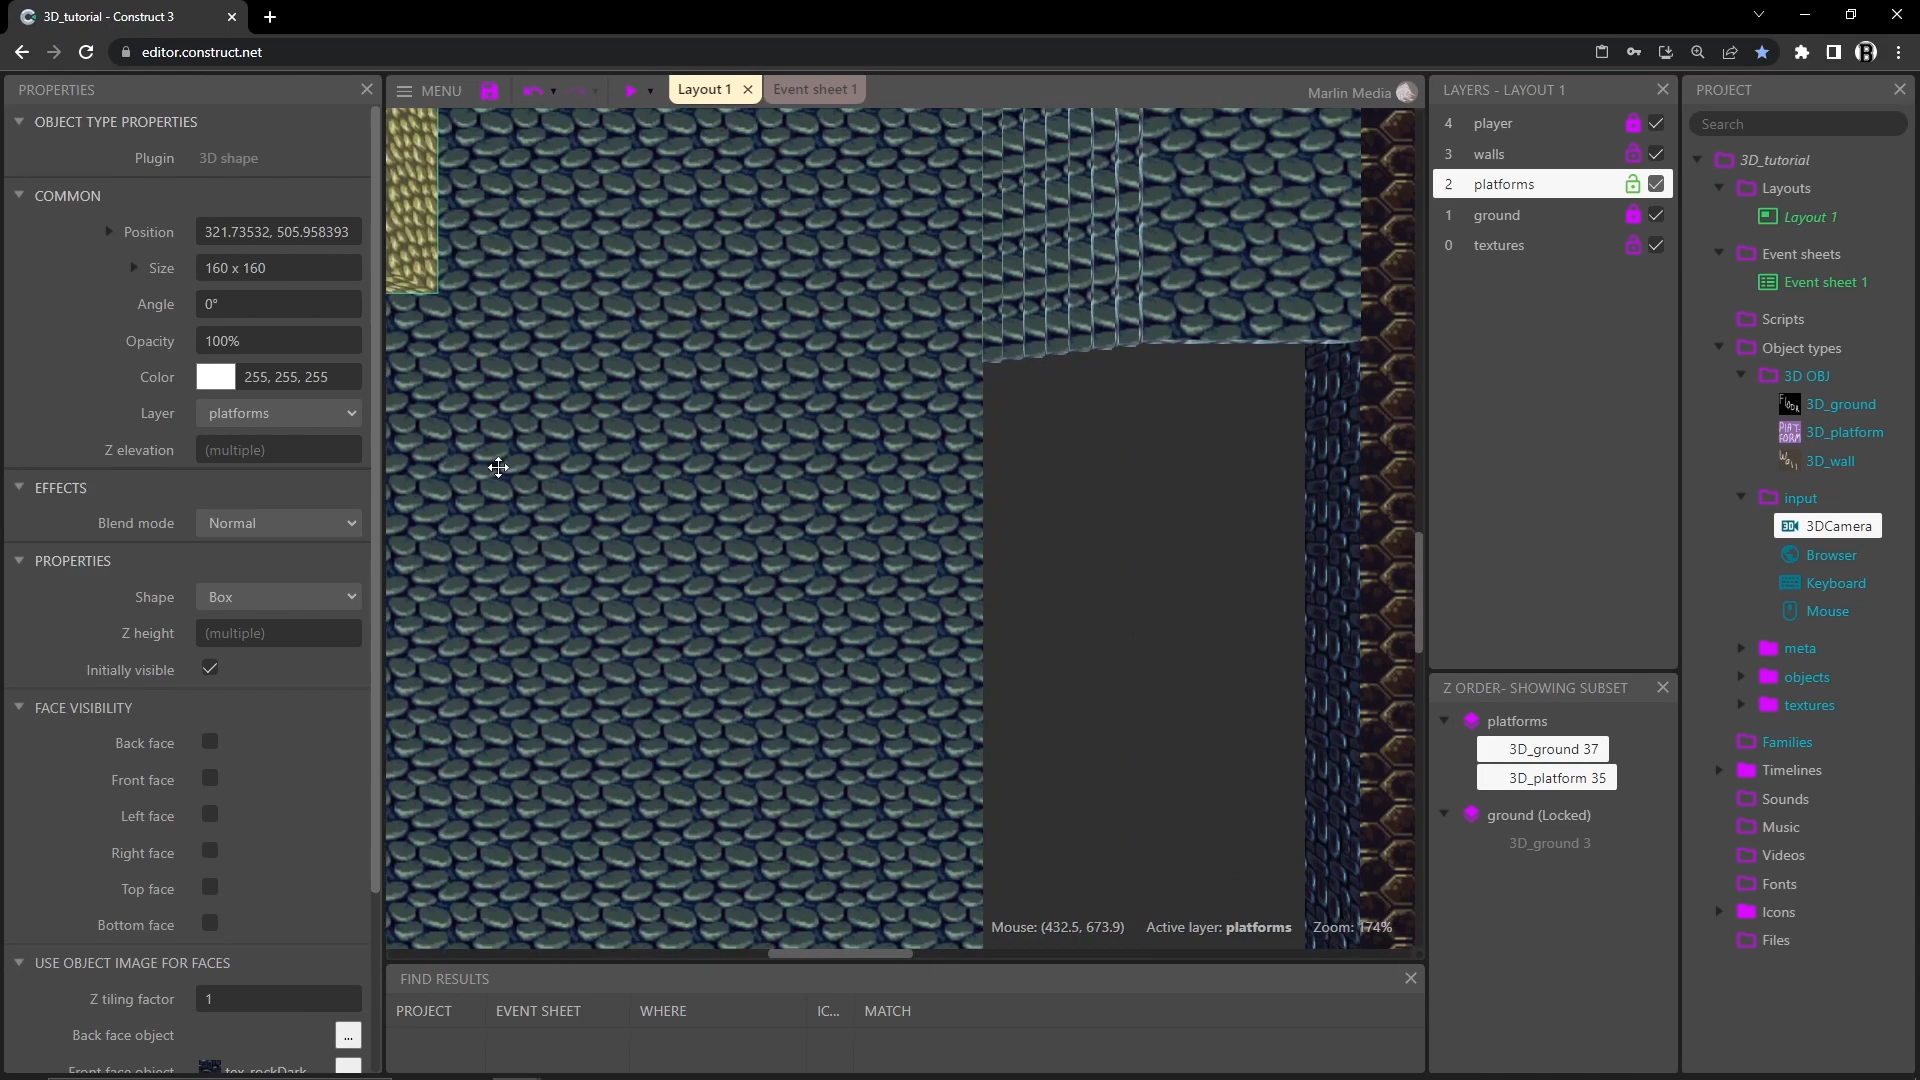 3D_tutorial - Construct 3
editor.construct.net
PROPERTIES
OBJECT TYPE PROPERTIES
Plugin 3D shape
COMMON
Position 321.73532, 505.958393
Size 160 x 160
Angle 0°
Opacity 100%
Color 255, 255, 255
Layer platforms
Z elevation (multiple)
EFFECTS
Blend mode Normal
PROPERTIES
Shape Box
Z height (multiple)
Initially visible
FACE VISIBILITY
Back face
Front face
Left face
Right face
Top face
Bottom face
USE OBJECT IMAGE FOR FACES
Z tiling factor 1
Back face object ...
Front face object tex_rockDark
MENU
Layout 1
Event sheet 1
Marlin Media
Mouse: (432.5, 673.9) Active layer: platforms Zoom: 174%
FIND RESULTS
PROJECT EVENT SHEET WHERE IC... MATCH
LAYERS - LAYOUT 1
4 player
3 walls
2 platforms
1 ground
0 textures
Z ORDER- SHOWING SUBSET
platforms
3D_ground 37
3D_platform 35
ground (Locked)
3D_ground 3
PROJECT
Search
3D_tutorial
Layouts
Layout 1
Event sheets
Event sheet 1
Scripts
Object types
3D OBJ
3D_ground
3D_platform
3D_wall
input
3DCamera
Browser
Keyboard
Mouse
meta
objects
textures
Families
Timelines
Sounds
Music
Videos
Fonts
Icons
Files